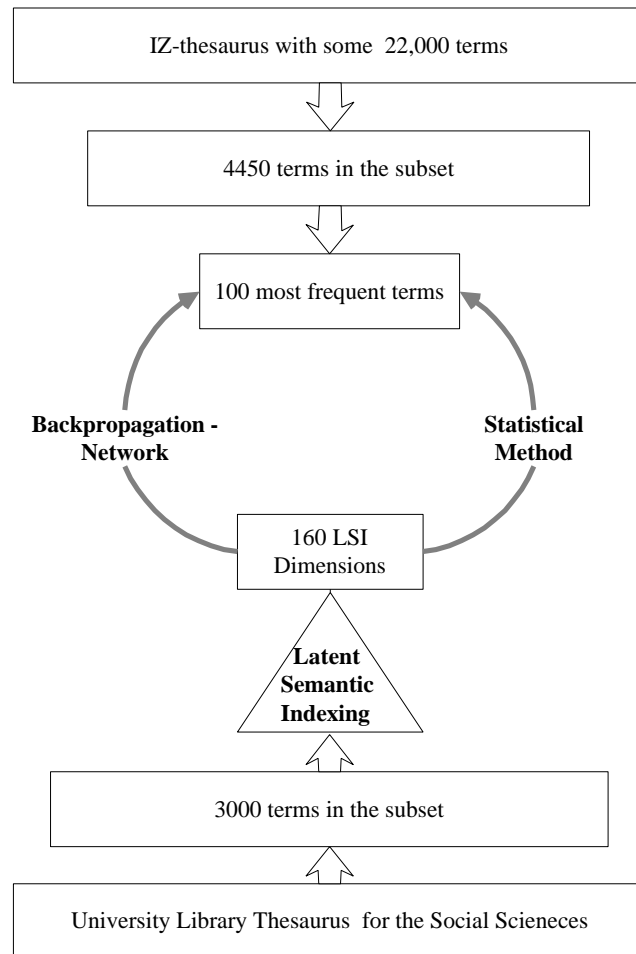 IZ-thesaurus with some 22,000 terms
4450 terms in the subset
100 most frequent terms
Backpropagation -
Network
Statistical
Method
160 LSI
Dimensions
Latent
Semantic
Indexing
3000 terms in the subset
University Library Thesaurus for the Social Scieneces